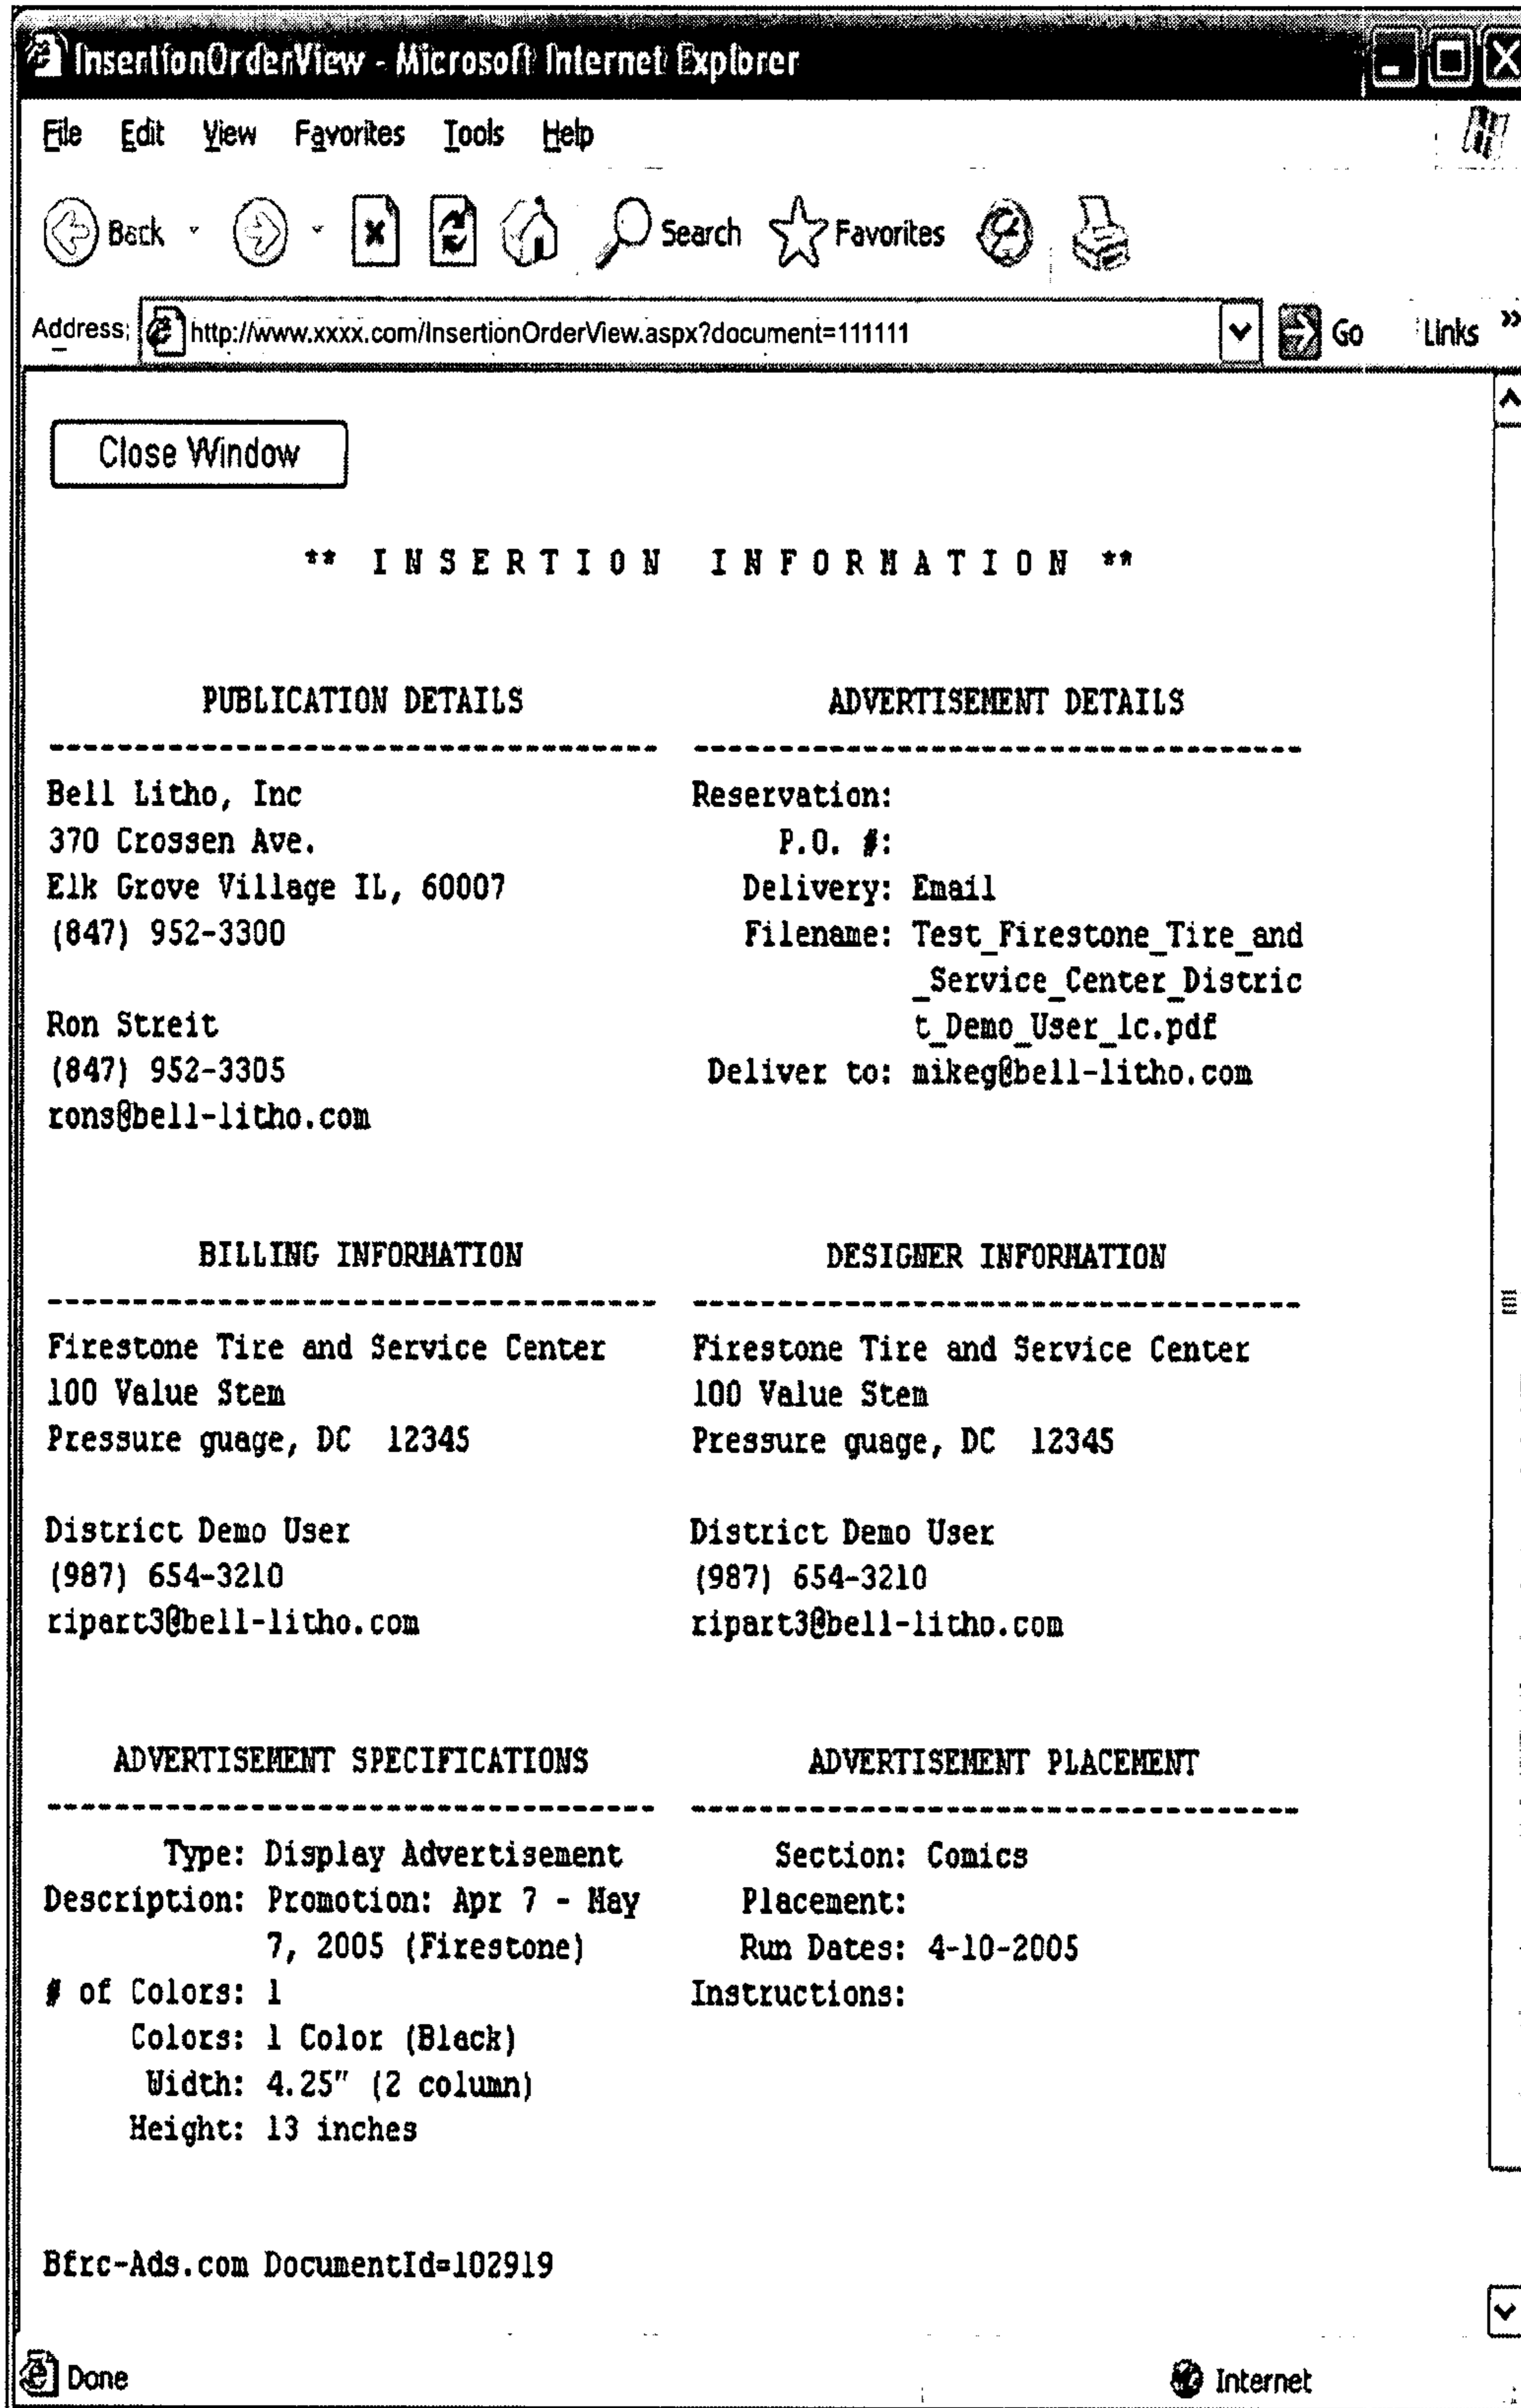 InsertionOrderView - Microsoft Internet Explorer
File Edit View Favorites Tools Help
Back Search Favorites
Address: http://www.xxxx.com/InsertionOrderView.aspx?document=111111 Go Links »
Close Window
** I N S E R T I O N I N F O R M A T I O N **
PUBLICATION DETAILS
-----------------------------------
Bell Litho, Inc
370 Crossen Ave.
Elk Grove Village IL, 60007
(847) 952-3300
Ron Streit
(847) 952-3305
rons@bell-litho.com
ADVERTISEMENT DETAILS
-----------------------------------
Reservation:
P.O. #:
Delivery: Email
Filename: Test_Firestone_Tire_and
_Service_Center_Distric
t_Demo_User_lc.pdf
Deliver to: mikeg@bell-litho.com
BILLING INFORMATION
-----------------------------------
Firestone Tire and Service Center
100 Value Stem
Pressure guage, DC 12345
District Demo User
(987) 654-3210
ripart3@bell-litho.com
DESIGNER INFORMATION
-----------------------------------
Firestone Tire and Service Center
100 Value Stem
Pressure guage, DC 12345
District Demo User
(987) 654-3210
ripart3@bell-litho.com
ADVERTISEMENT SPECIFICATIONS
-----------------------------------
Type: Display Advertisement
Description: Promotion: Apr 7 - May
7, 2005 (Firestone)
# of Colors: 1
Colors: 1 Color (Black)
Width: 4.25" (2 column)
Height: 13 inches
ADVERTISEMENT PLACEMENT
-----------------------------------
Section: Comics
Placement:
Run Dates: 4-10-2005
Instructions:
Bfrc-Ads.com DocumentId=102919
Done Internet